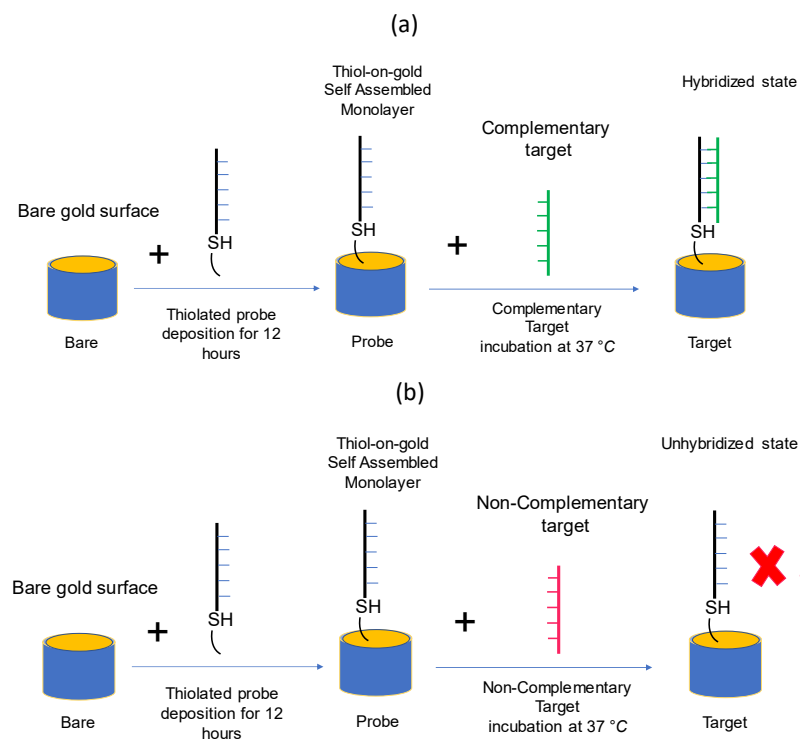 (a)
Thiol-on-gold
Self Assembled
Monolayer
Hybridized state
Complementary
target
Bare gold surface
+
SH
SH
+
SH
Thiolated probe
deposition for 12
hours
Complementary
Target
incubation at 37 °C
Bare
Probe
Target
(b)
Thiol-on-gold
Self Assembled
Monolayer
Unhybridized state
Non-Complementary
target
Bare gold surface
+
SH
SH
+
SH
Thiolated probe
deposition for 12
hours
Non-Complementary
Target
incubation at 37 °C
Bare
Probe
Target